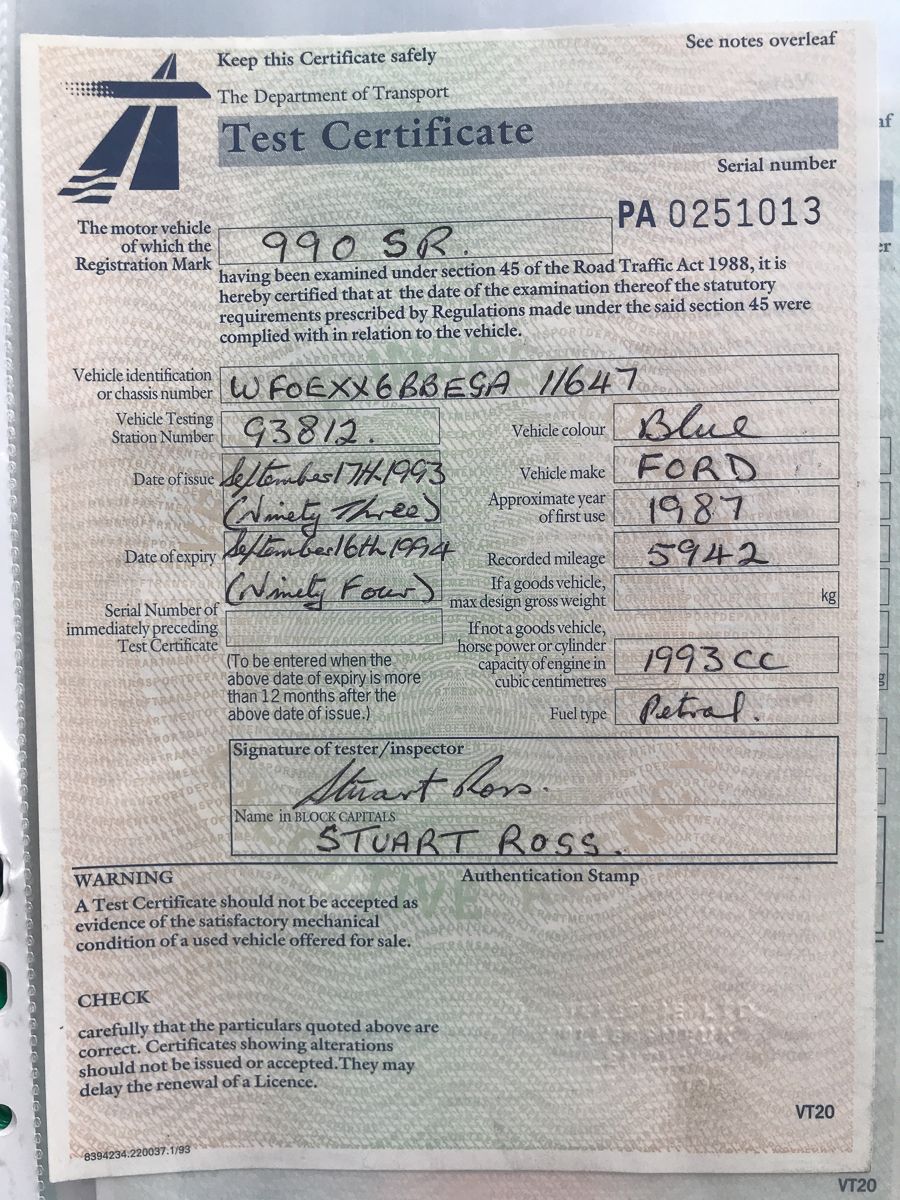 See notes overleaf
Keep this Certificate safely
The Department of Transport
Test Certificate
Serial number
PA 0251013
The motor vehicle
of which the
Registration Mark
990 SR.
having been examined under section 45 of the Road Traffic Act 1988, it is
hereby certified that at the date of the examination thereof the statutory
requirements prescribed by Regulations made under the said section 45 were
complied with in relation to the vehicle.
Vehicle identification
or chassis number
WFOEXX6BBEGA 11647
Vehicle Testing
Station Number
93812.
Vehicle colour
Blue
Date of issue
September 17th 1993
(Ninety Three)
Vehicle make
FORD
Approximate year
of first use
1987
Date of expiry
September 16th 1994
(Ninety Four)
Recorded mileage
5942
If a goods vehicle,
max design gross weight
kg
Serial Number of
immediately preceding
Test Certificate
(To be entered when the
above date of expiry is more
than 12 months after the
above date of issue.)
If not a goods vehicle,
horse power or cylinder
capacity of engine in
cubic centimetres
1993 CC
Fuel type
Petrol.
Signature of tester/inspector
Stuart Ross.
Name in BLOCK CAPITALS
STUART ROSS.
WARNING
A Test Certificate should not be accepted as
evidence of the satisfactory mechanical
condition of a used vehicle offered for sale.
Authentication Stamp
CHECK
carefully that the particulars quoted above are
correct. Certificates showing alterations
should not be issued or accepted. They may
delay the renewal of a Licence.
VT20
8394234.220037.1/93
VT20